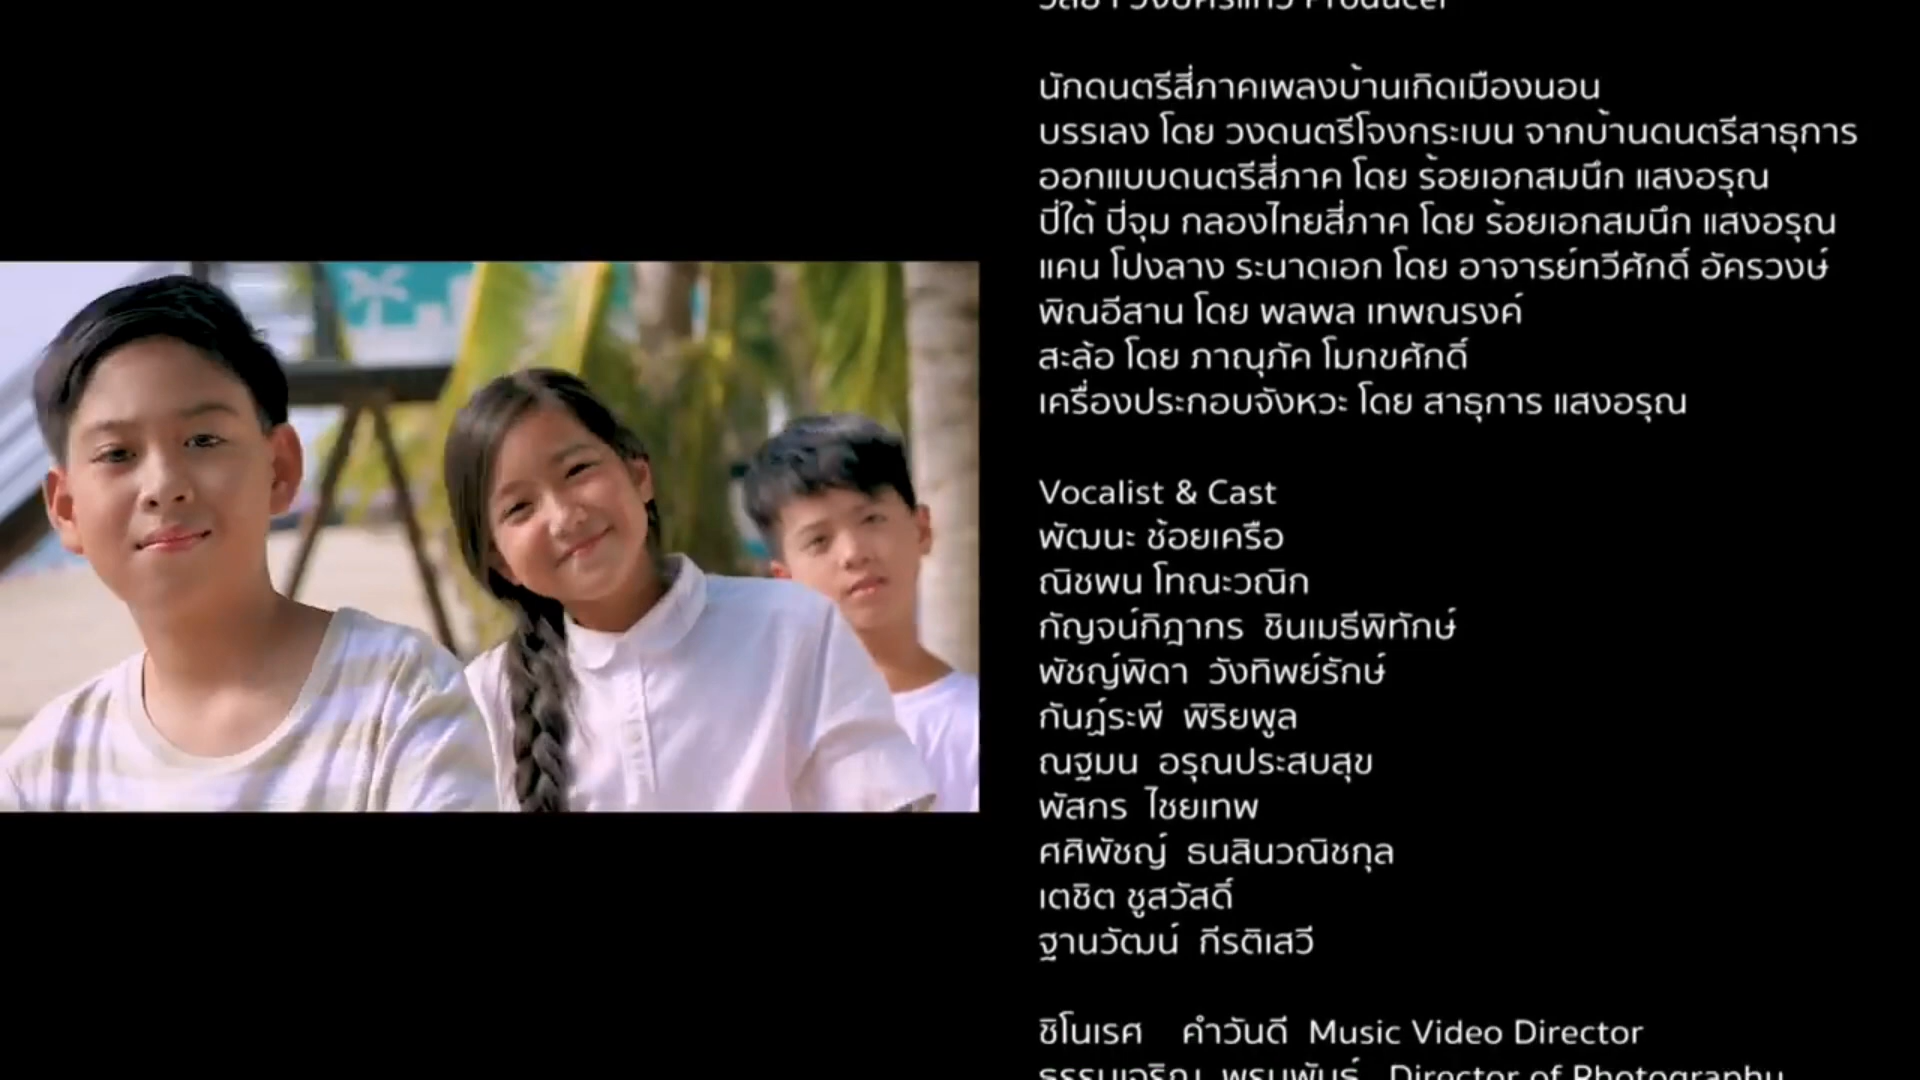 Producer
นักดนตรีสี่ภาคเพลงบ้านเกิดเมืองนอน
บรรเลง โดย วงดนตรีโจงกระเบน จากบ้านดนตรีสาธุการ
ออกแบบดนตรีสี่ภาค โดย ร้อยเอกสมนึก แสงอรุณ
ปี่ใต้ ปี่จุม กลองไทยสี่ภาค โดย ร้อยเอกสมนึก แสงอรุณ
แคน โปงลาง ระนาดเอก โดย อาจารย์ทวีศักดิ์ อัครวงษ์
พิณอีสาน โดย พลพล เทพณรงค์
สะล้อ โดย ภาณุภัค โมกขศักดิ์
เครื่องประกอบจังหวะ โดย สาธุการ แสงอรุณ
Vocalist & Cast
พัฒนะ ช้อยเครือ
ณิชพน โทณะวณิก
กัญจน์กิฎากร ชินเมธีพิทักษ์
พัชญ์พิดา วังทิพย์รักษ์
กันฏ์ระพี พิริยพูล
ณฐมน อรุณประสบสุข
พัสกร ไชยเทพ
ศศิพัชญ์ ธนสินวณิชกุล
เตชิต ชูสวัสดิ์
ฐานวัฒน์ กีรติเสวี
ชิโนเรศ คำวันดี Music Video Director
Director of Photography